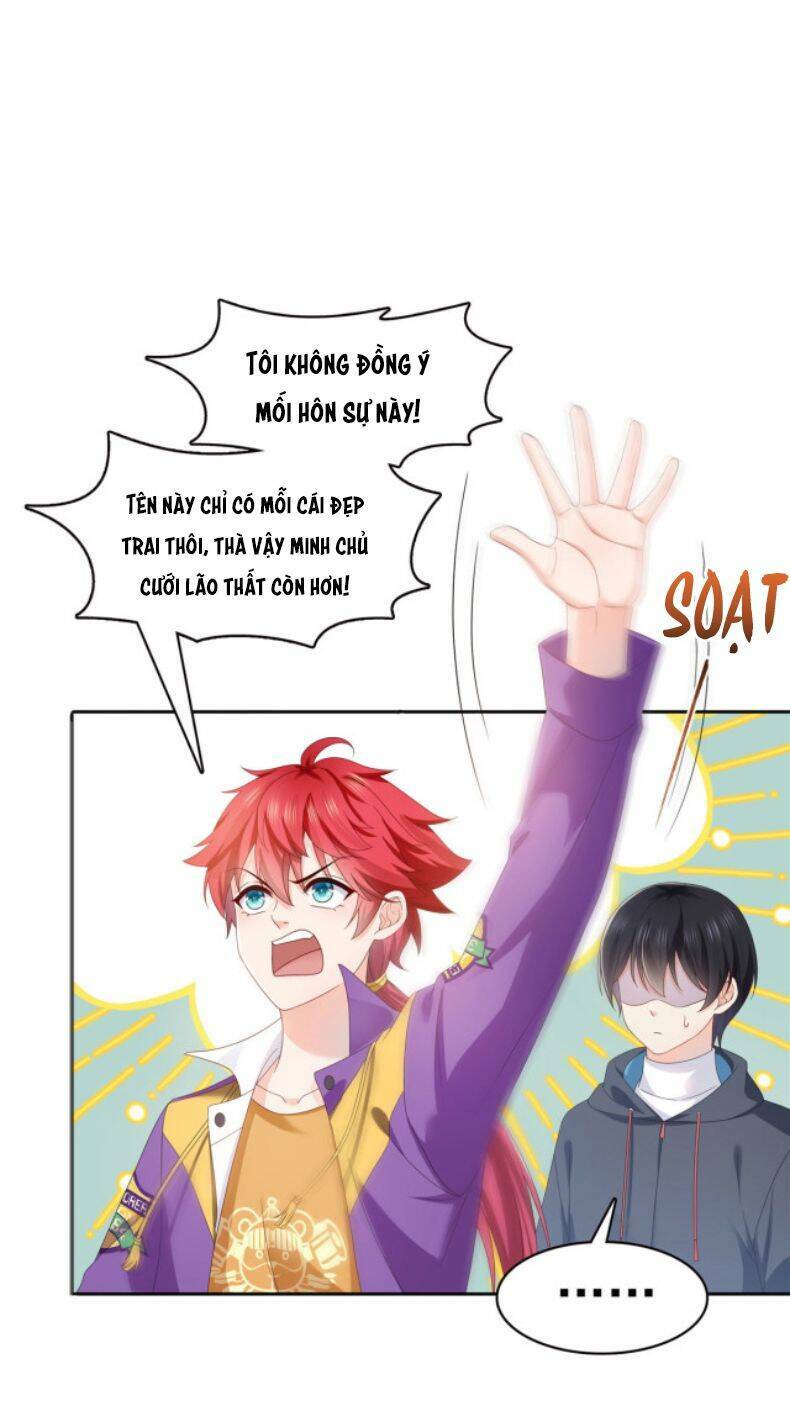 TÔI KHÔNG ĐỒNG Ý
MỐI HÔN SỰ NÀY!
TÊN NÀY CHỈ CÓ MỖI CÁI ĐẸP
TRAI THÔI, THÀ VẬY MINH CHỦ
CƯỚI LÃO THẤT CÒN HƠN!
SOẠT
......